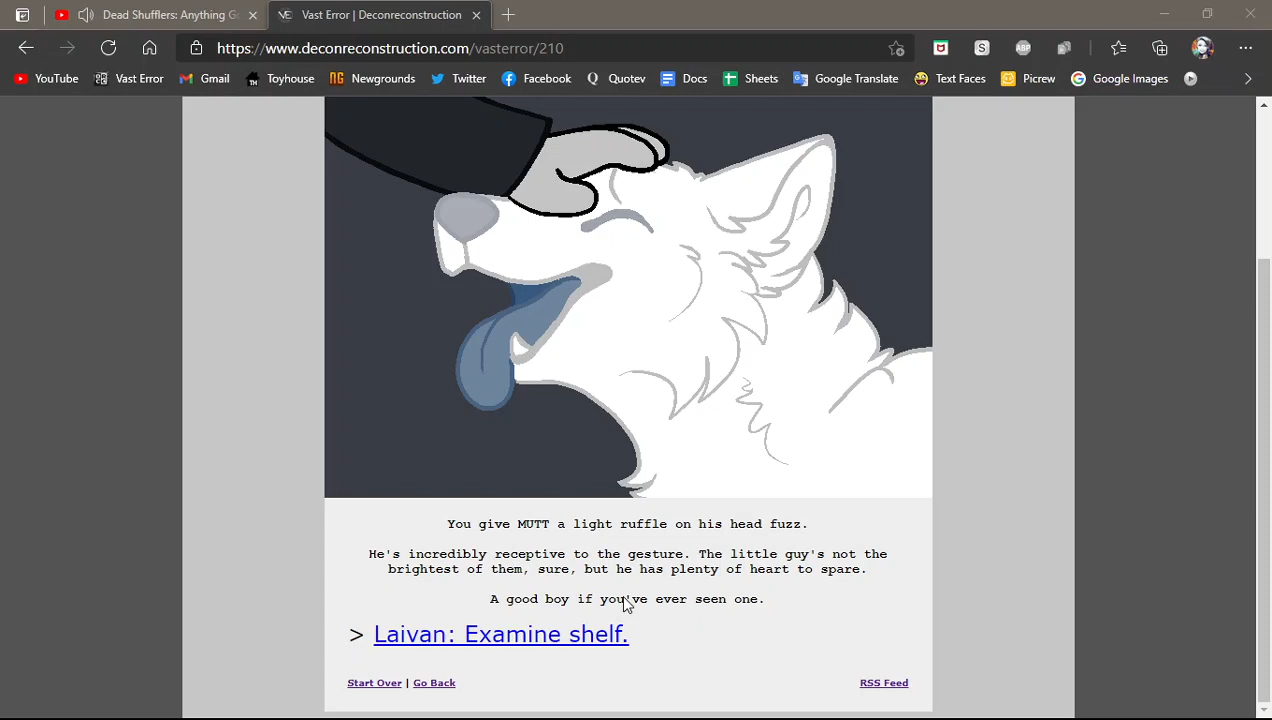 Dead Shufflers: Anything G
Vast Error | Deconreconstruction
https://www.deconreconstruction.com/vasterror/210
YouTube Vast Error Gmail Toyhouse Newgrounds Twitter Facebook Quotev Docs Sheets Google Translate Text Faces Picrew Google Images
You give MUTT a light ruffle on his head fuzz.
He's incredibly receptive to the gesture. The little guy's not the
brightest of them, sure, but he has plenty of heart to spare.
A good boy if you've ever seen one.
> Laivan: Examine shelf.
Start Over | Go Back RSS Feed